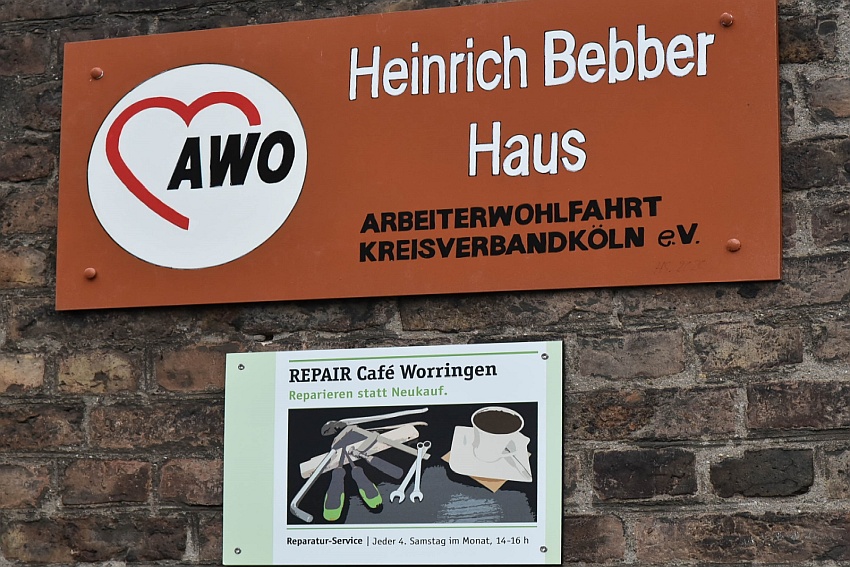 AWO
Heinrich Bebber
Haus
ARBEITERWOHLFAHRT
KREISVERBANDKÖLN e.V.
REPAIR Café Worringen
Reparieren statt Neukauf.
Reparatur-Service | Jeder 4. Samstag im Monat, 14-16 h